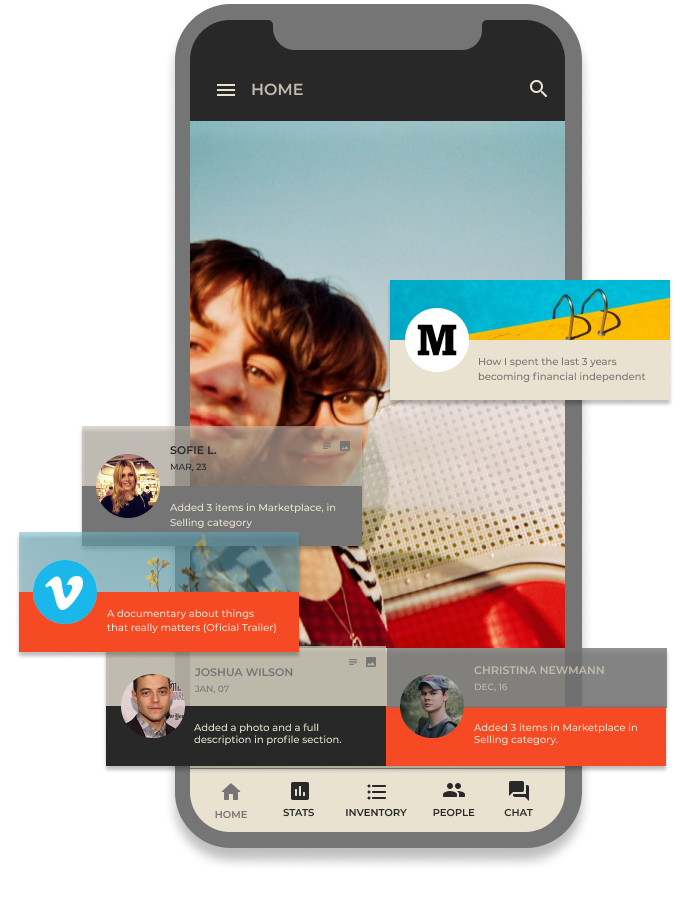 HOME
M
How I spent the last 3 years
becoming financial independent
SOFIE L.
MAR, 23
Added 3 items in Marketplace, in
Selling category
A documentary about things
that really matters (Oficial Trailer)
JOSHUA WILSON
JAN, 07
Added a photo and a full
description in profile section.
CHRISTINA NEWMANN
DEC, 16
Added 3 items in Marketplace in
Selling category.
HOME
STATS
INVENTORY
PEOPLE
CHAT